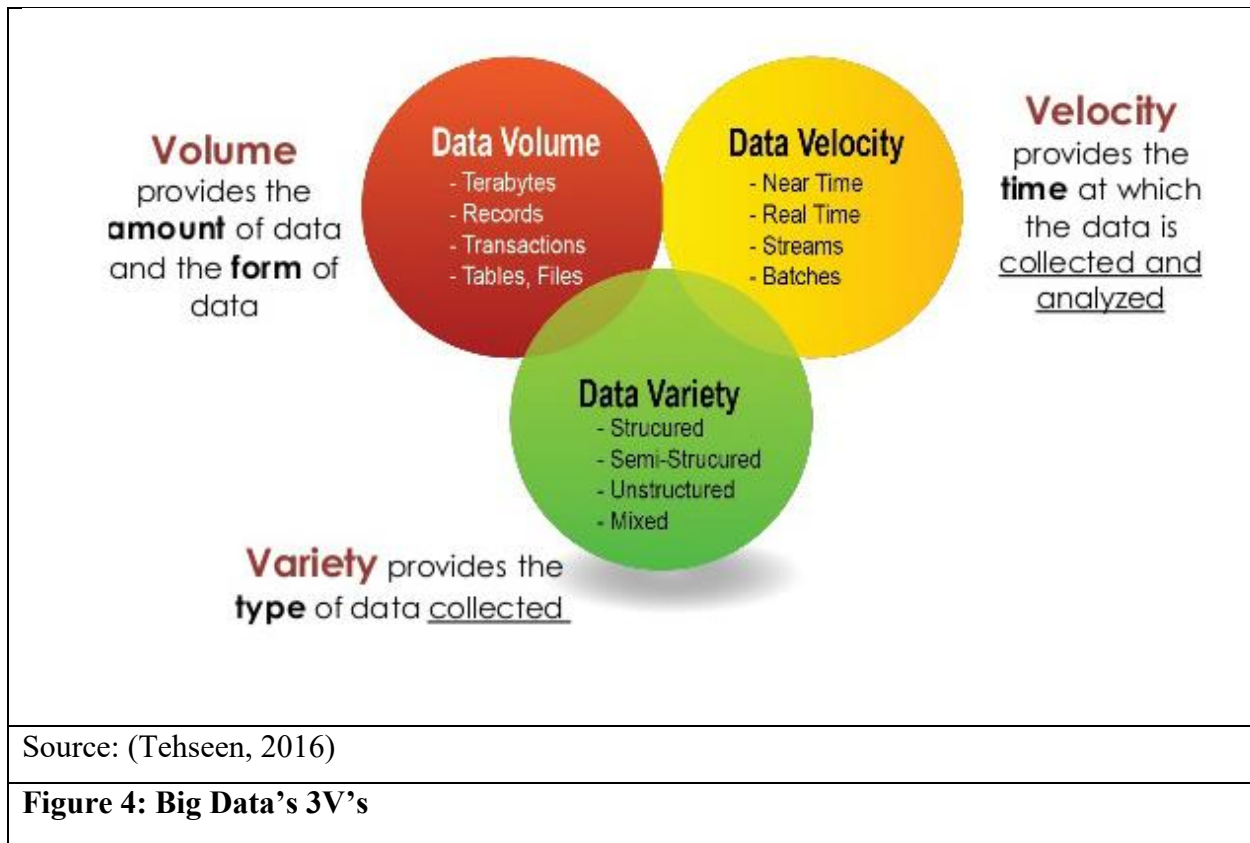 Volume
provides the
amount of data
and the form of
data
Data Volume
- Terabytes
- Records
- Transactions
- Tables, Files
Data Velocity
- Near Time
- Real Time
- Streams
- Batches
Velocity
provides the
time at which
the data is
collected and
analyzed
Data Variety
- Strucured
- Semi-Strucured
- Unstructured
- Mixed
Variety provides the
type of data collected
Source: (Tehseen, 2016)
Figure 4: Big Data’s 3V’s